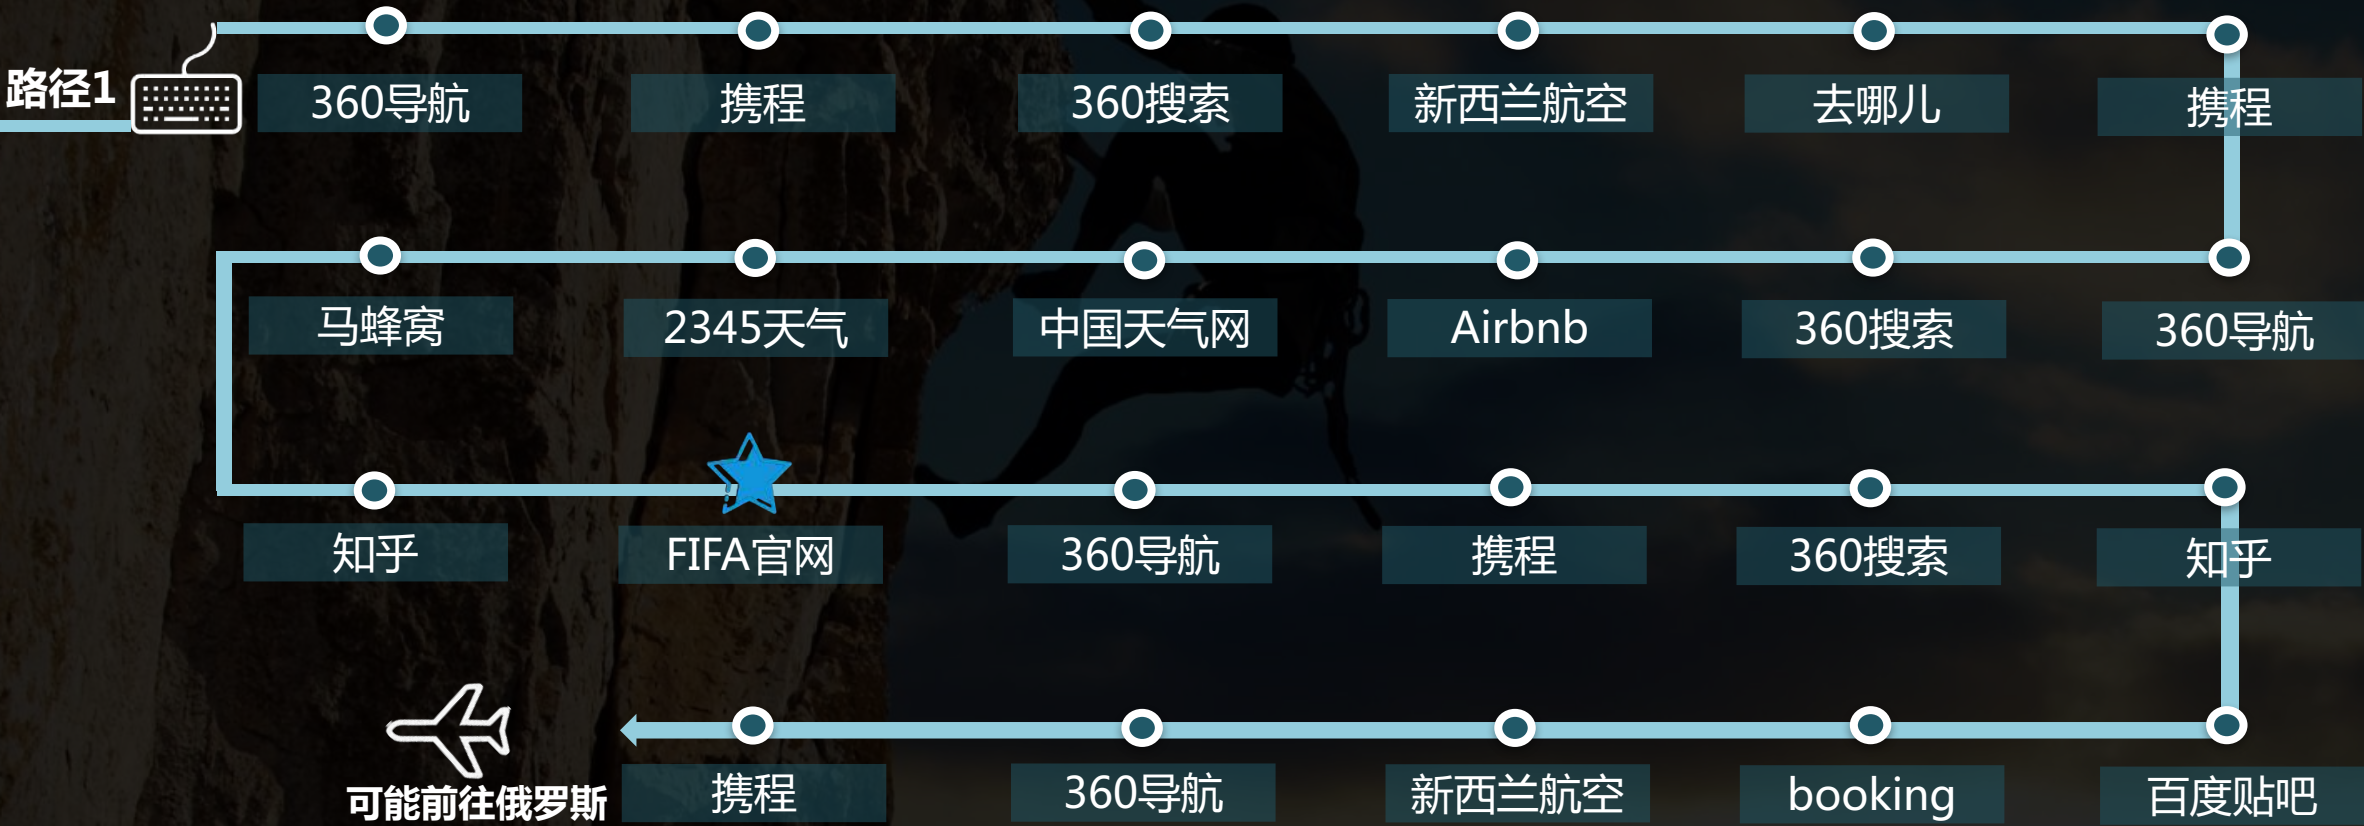 路径1
360导航
携程
360搜索
新西兰航空
去哪儿
携程
马蜂窝
2345天气
中国天气网
Airbnb
360搜索
360导航
知乎
FIFA官网
360导航
携程
360搜索
知乎
可能前往俄罗斯
携程
360导航
新西兰航空
booking
百度贴吧